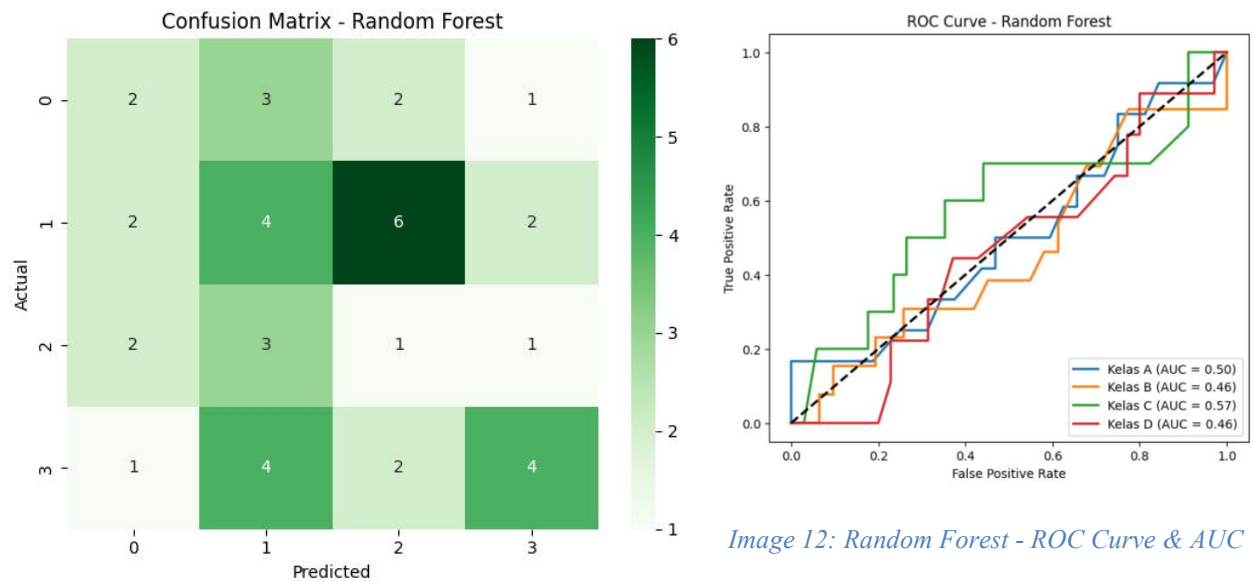 Confusion Matrix - Random Forest
Actual
0
2 3 2 1
1
2 4 6 2
2
2 3 1 1
3
1 4 2 4
0 1 2 3
Predicted
6
5
4
3
2
1
ROC Curve - Random Forest
True Positive Rate
1.0
0.8
0.6
0.4
0.2
0.0
Kelas A (AUC = 0.50)
Kelas B (AUC = 0.46)
Kelas C (AUC = 0.57)
Kelas D (AUC = 0.46)
0.0 0.2 0.4 0.6 0.8 1.0
False Positive Rate
Image 12: Random Forest - ROC Curve & AUC